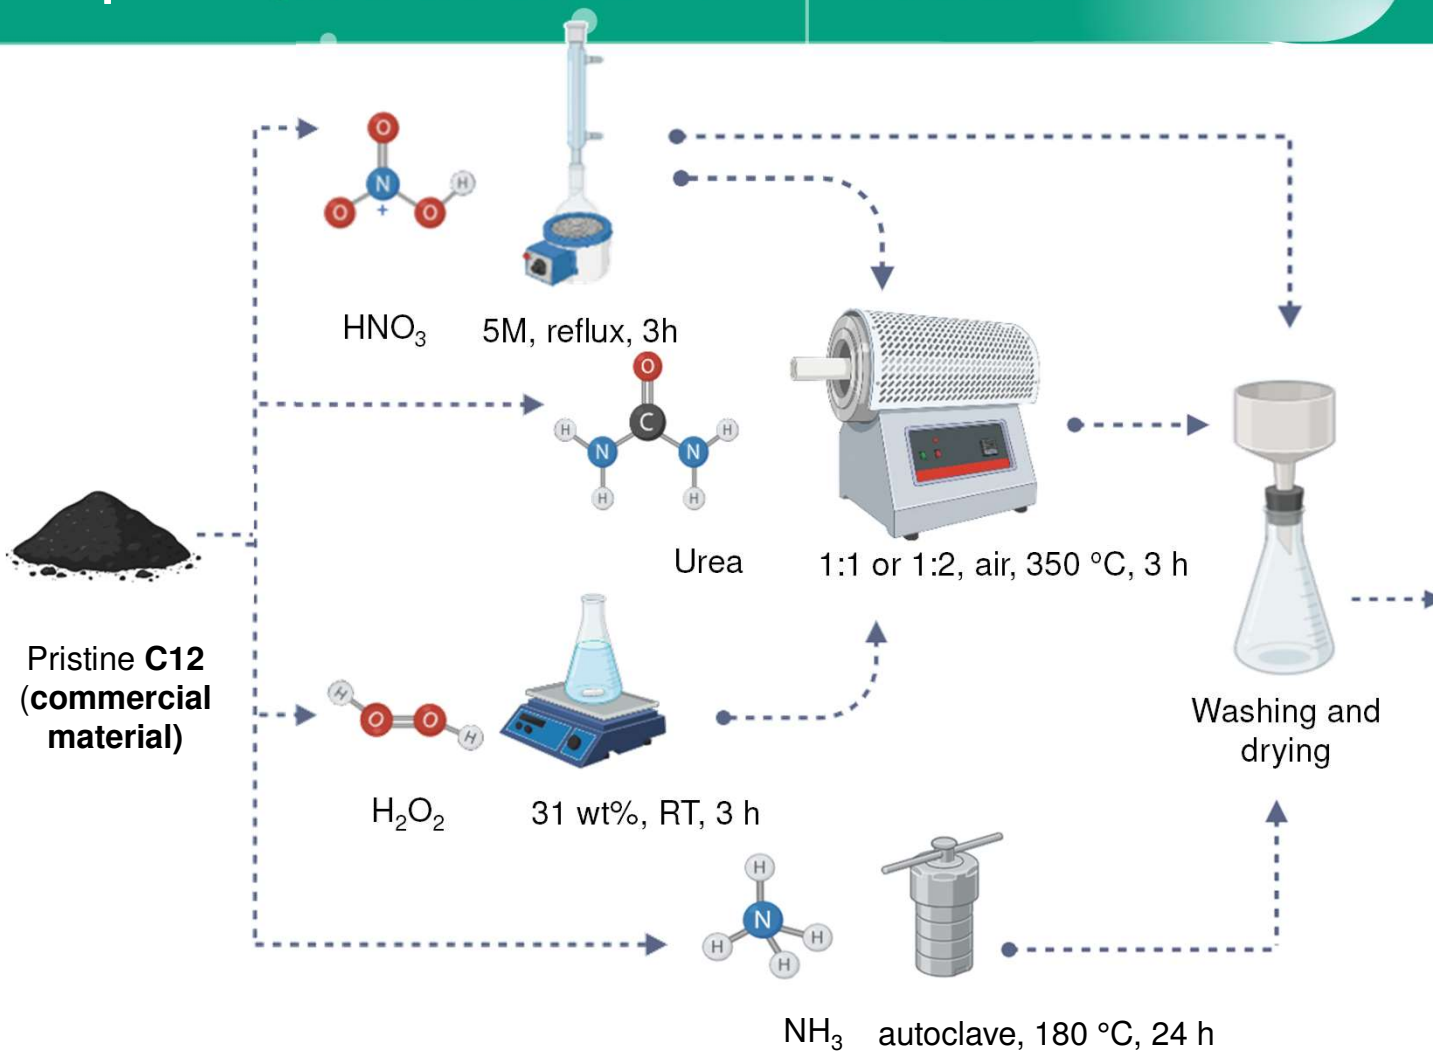 O
N
H
O
O
+
HNO3
5M, reflux, 3h
O
C
H
H
N
N
H
H
Urea
1:1 or 1:2, air, 350 ºC, 3 h
Pristine C12
(commercial
material)
H
O
O
H
H2O2
31 wt%, RT, 3 h
Washing and
drying
H
N
H
H
H
NH3
autoclave, 180 °C, 24 h